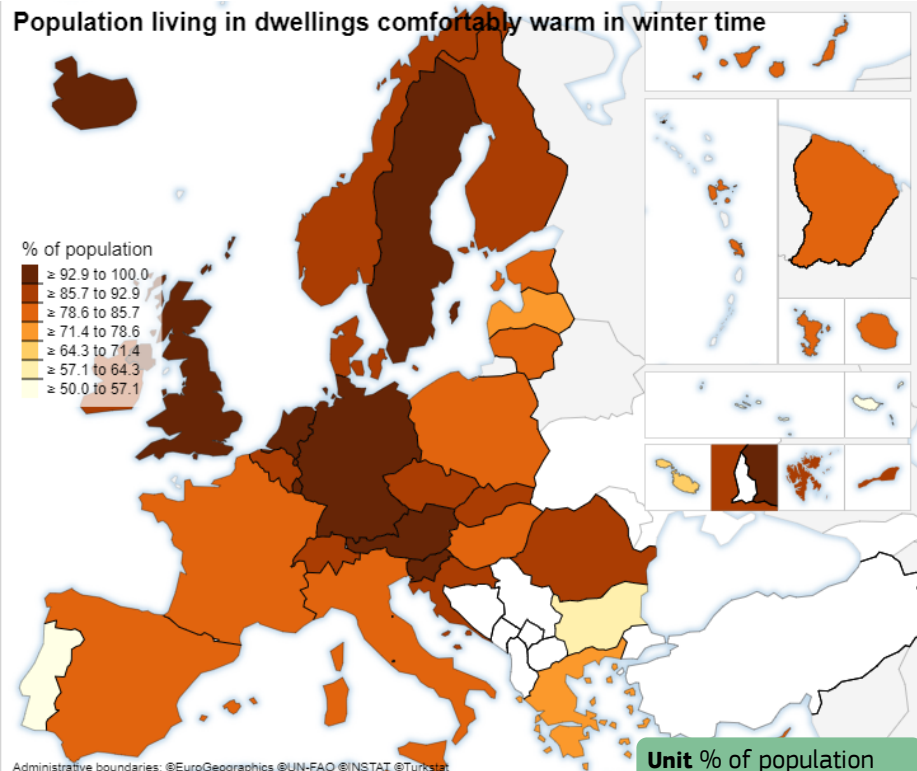 Population living in dwellings comfortably warm in winter time
% of population
≥ 92.9 to 100.0
≥ 85.7 to 92.9
≥ 78.6 to 85.7
≥ 71.4 to 78.6
≥ 64.3 to 71.4
≥ 57.1 to 64.3
≥ 50.0 to 57.1
Administrative boundaries: ©EuroGeographics ©UN-FAO ©INSTAT ©Turkstat
Unit % of population